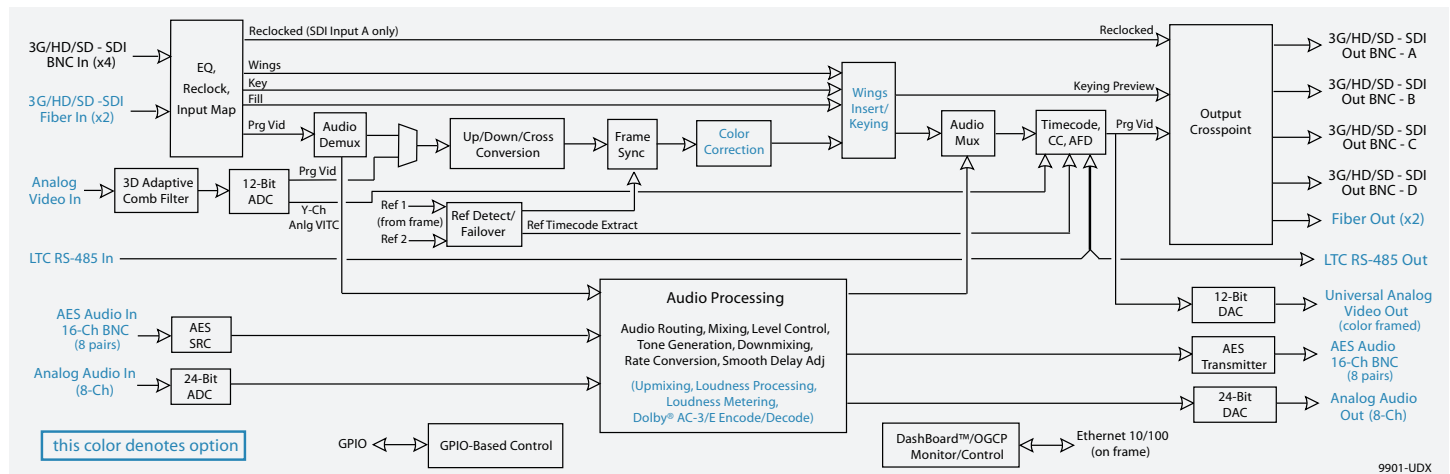 3G/HD/SD - SDI
BNC In (x4)
3G/HD/SD -SDI
Fiber In (x2)
EQ,
Reclock,
Input Map
Reclocked (SDI Input A only)
Reclocked
Wings
Key
Fill
Prg Vid
Audio
Demux
Up/Down/Cross
Conversion
Frame
Sync
Color
Correction
Wings
Insert/
Keying
Keying Preview
Audio
Mux
Timecode,
CC, AFD
Prg Vid
Output
Crosspoint
3G/HD/SD - SDI
Out BNC - A
3G/HD/SD - SDI
Out BNC - B
3G/HD/SD - SDI
Out BNC - C
3G/HD/SD - SDI
Out BNC - D
Fiber Out (x2)
Analog
Video In
3D Adaptive
Comb Filter
12-Bit
ADC
Prg Vid
Y-Ch
Anlg VITC
Ref 1
(from frame)
Ref 2
Ref Detect/
Failover
Ref Timecode Extract
LTC RS-485 In
LTC RS-485 Out
AES Audio In
16-Ch BNC
(8 pairs)
AES
SRC
Analog Audio In
(8-Ch)
24-Bit
ADC
Audio Processing
Audio Routing, Mixing, Level Control,
Tone Generation, Downmixing,
Rate Conversion, Smooth Delay Adj
(Upmixing, Loudness Processing,
Loudness Metering,
Dolby® AC-3/E Encode/Decode)
12-Bit
DAC
Universal Analog
Video Out
(color framed)
AES
Transmitter
AES Audio
16-Ch BNC
(8 pairs)
24-Bit
DAC
Analog Audio
Out (8-Ch)
this color denotes option
GPIO
GPIO-Based Control
DashBoard™/OGCP
Monitor/Control
Ethernet 10/100
(on frame)
9901-UDX